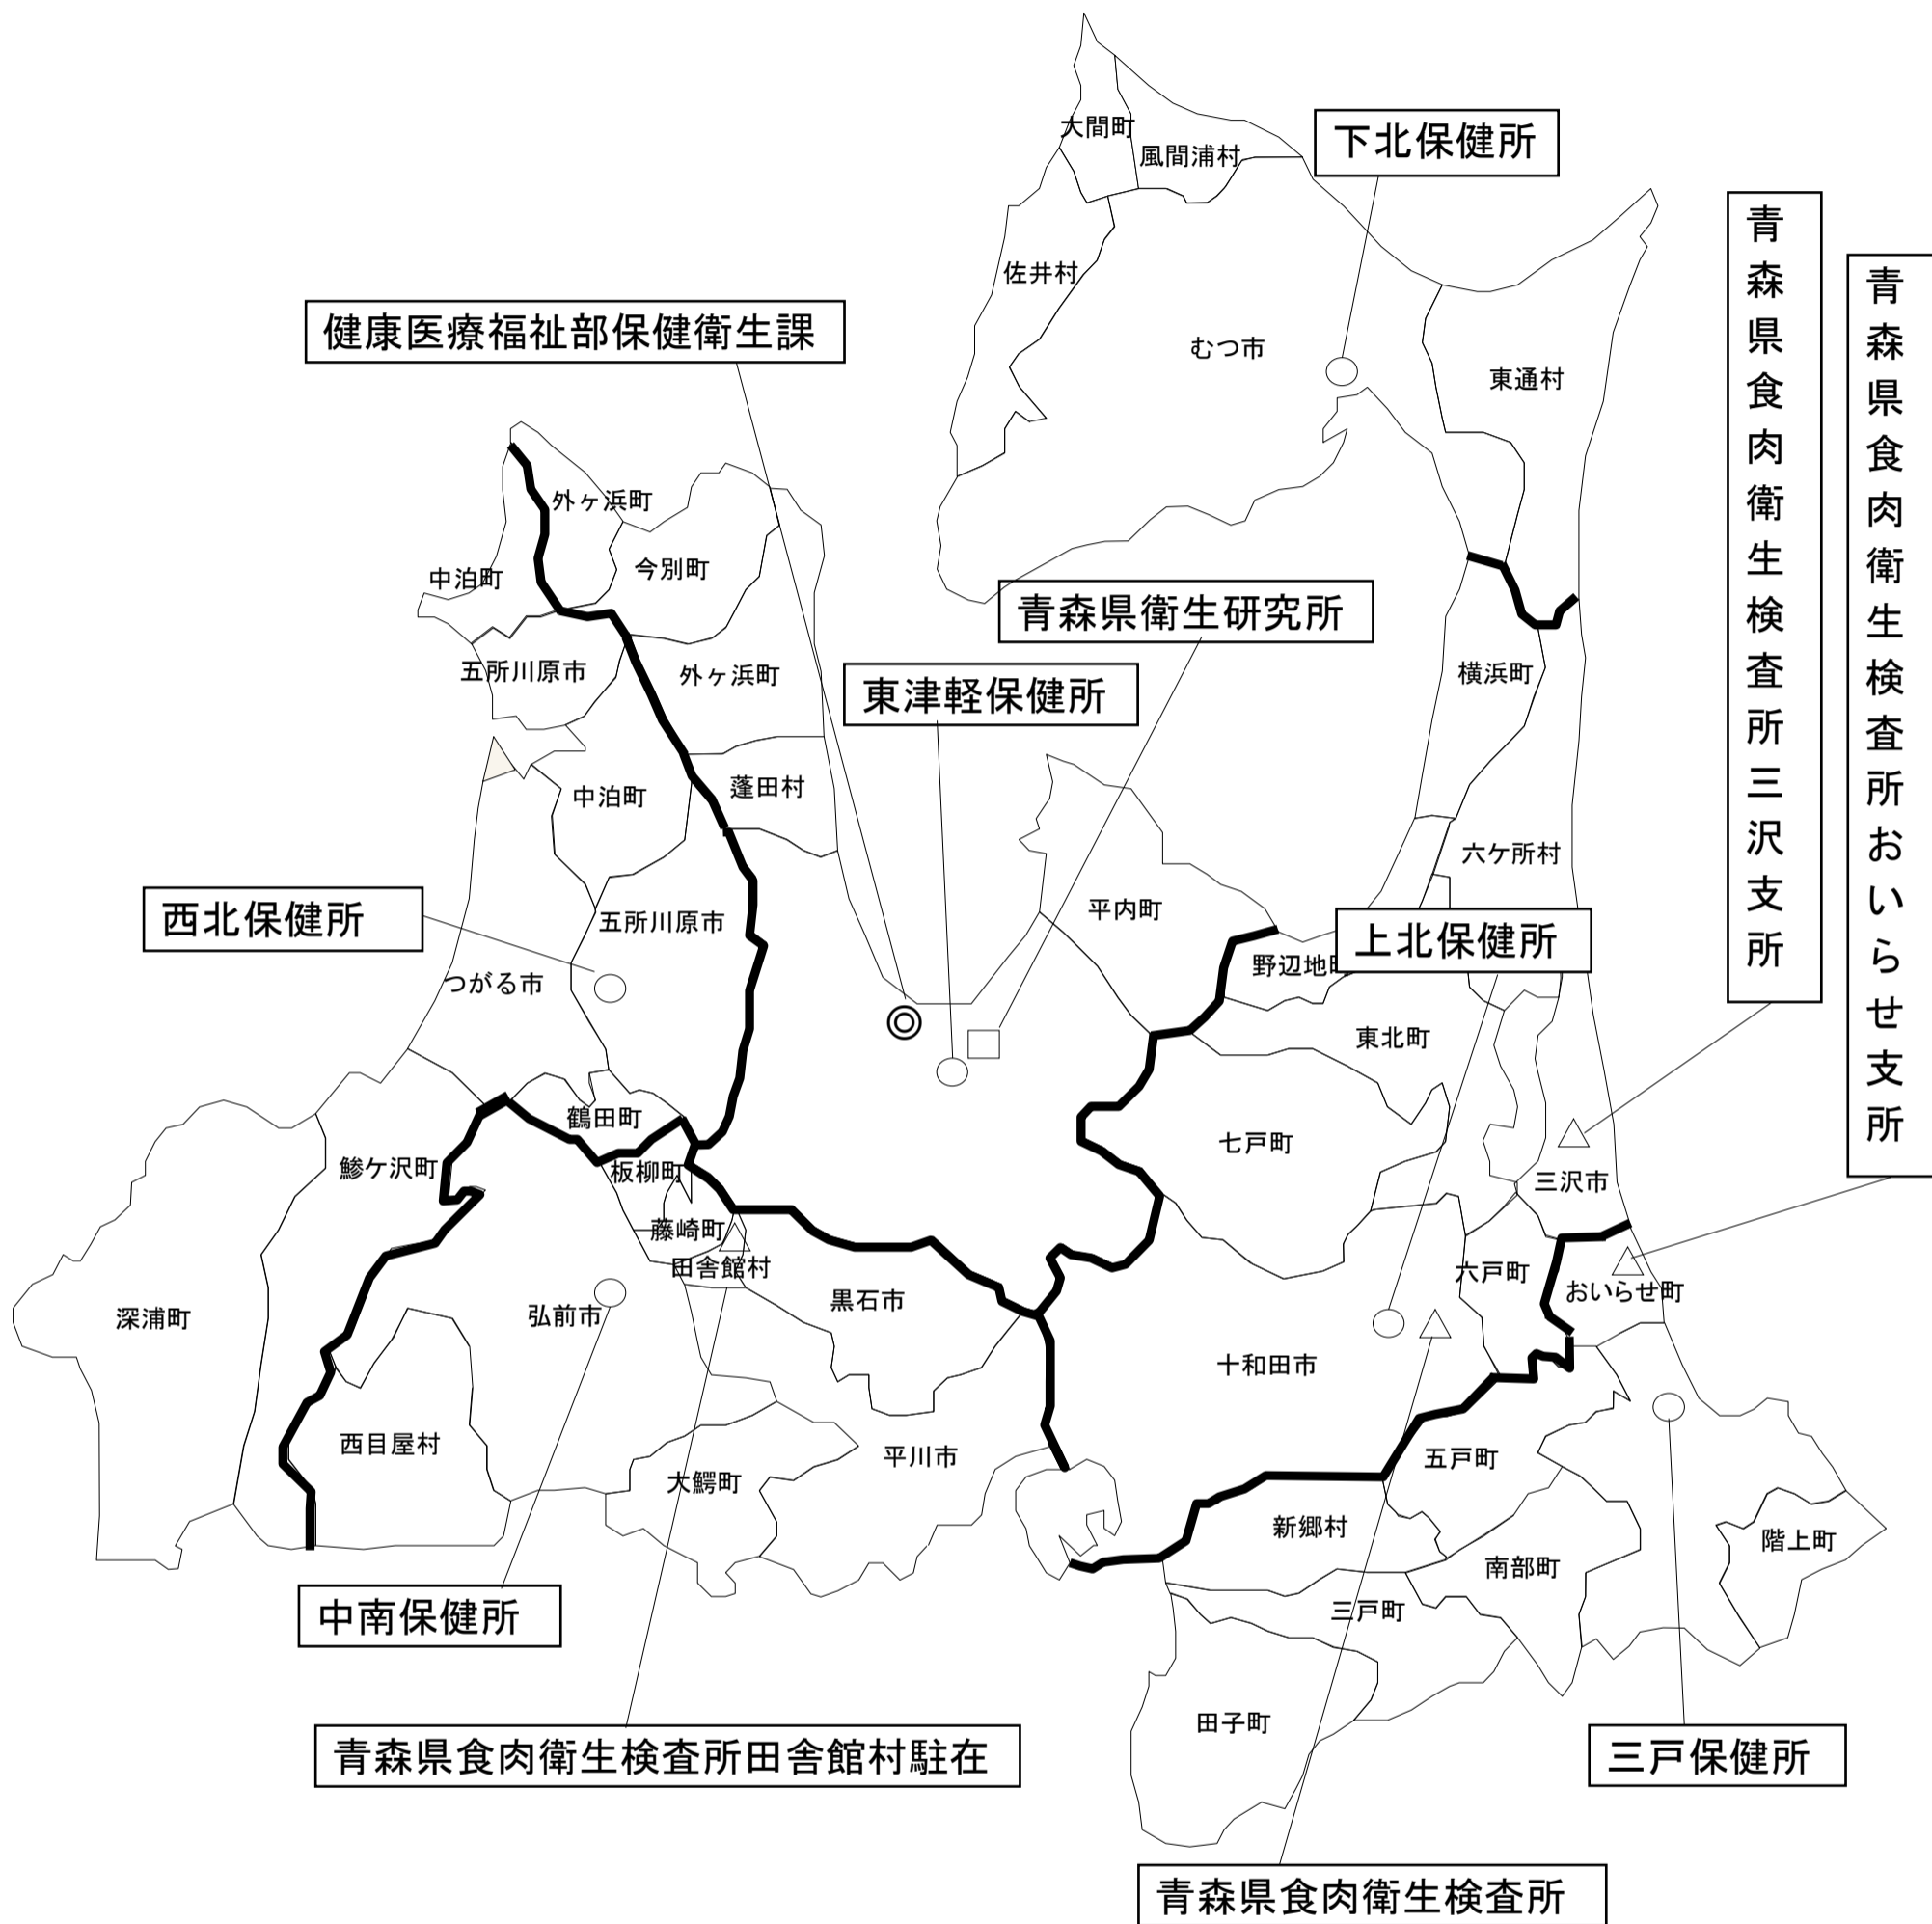 大間町
風間浦村
下北保健所
佐井村
青森県食肉衛生検査所三沢支所
青森県食肉衛生検査所おいらせ支所
健康医療福祉部保健衛生課
むつ市
東通村
外ヶ浜町
今別町
中泊町
青森県衛生研究所
五所川原市
外ヶ浜町
東津軽保健所
横浜町
中泊町
蓬田村
六ケ所村
西北保健所
五所川原市
平内町
上北保健所
野辺地町
つがる市
東北町
鶴田町
七戸町
鰺ケ沢町
板柳町
三沢市
藤崎町
田舎館村
六戸町
おいらせ町
深浦町
弘前市
黒石市
十和田市
西目屋村
平川市
五戸町
大鰐町
新郷村
階上町
南部町
中南保健所
三戸町
田子町
青森県食肉衛生検査所田舎館村駐在
三戸保健所
青森県食肉衛生検査所